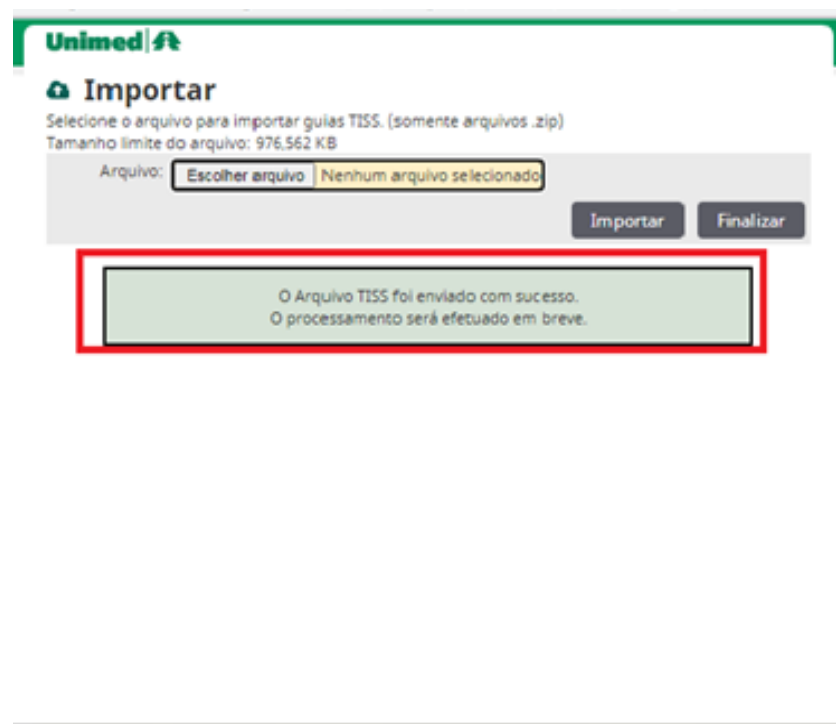 Unimed
Importar
Selecione o arquivo para importar guias TISS. (somente arquivos .zip)
Tamanho limite do arquivo: 976,562 KB
Arquivo: Escolher arquivo Nenhum arquivo selecionado
Importar Finalizar
O Arquivo TISS foi enviado com sucesso.
O processamento será efetuado em breve.